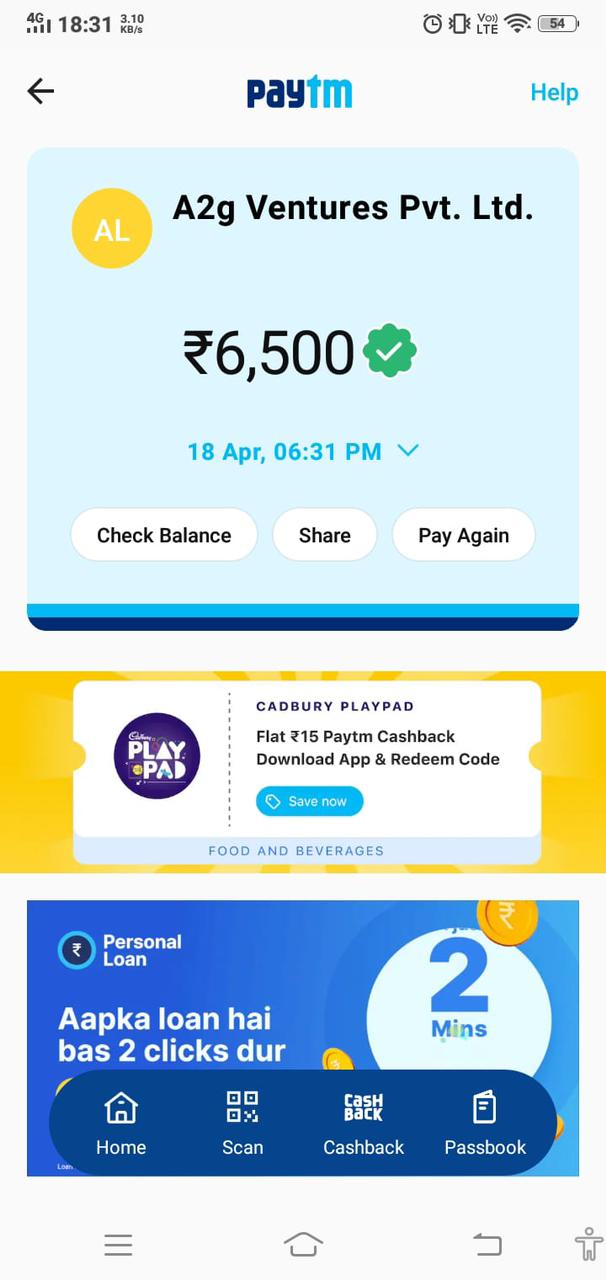 4G 18:31 3.10 KB/s Vo) LTE 54
paytm Help
AL A2g Ventures Pvt. Ltd.
₹6,500
18 Apr, 06:31 PM
Check Balance Share Pay Again
CADBURY PLAYPAD
Cadbury PLAY PAD
Flat ₹15 Paytm Cashback
Download App & Redeem Code
Save now
FOOD AND BEVERAGES
₹ Personal Loan
₹
2
Mins
Aapka loan hai
bas 2 clicks dur
CASH BACK
Home Scan Cashback Passbook
Loan